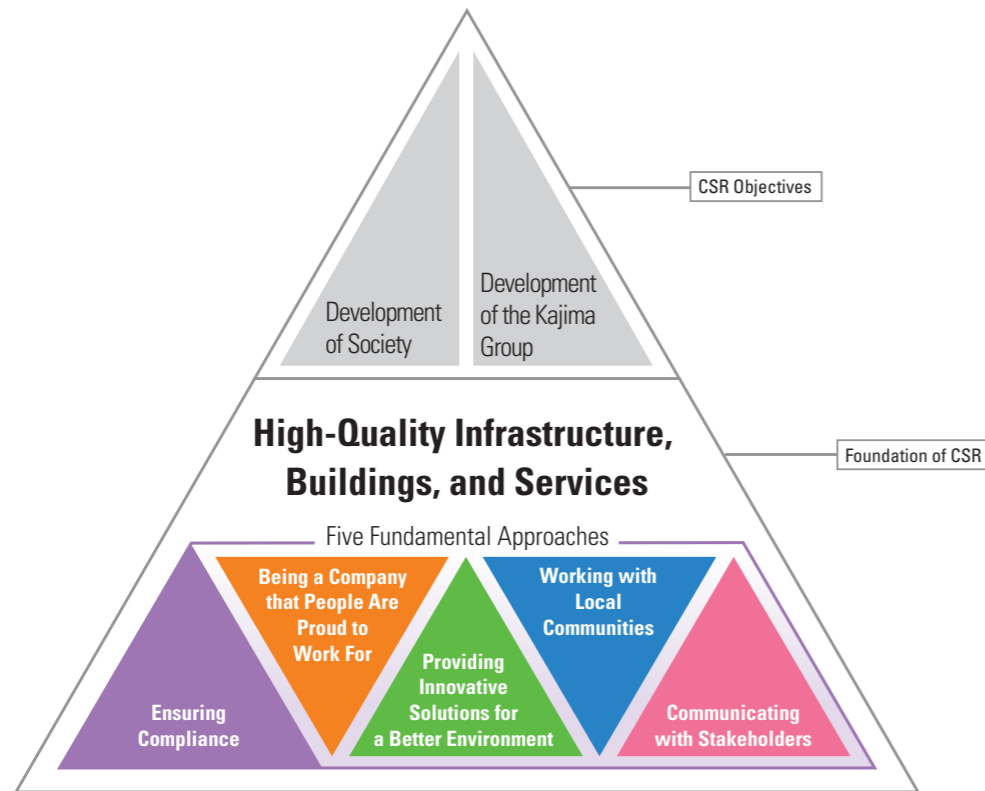 CSR Objectives
Development
of Society
Development
of the Kajima
Group
High-Quality Infrastructure,
Buildings, and Services
Foundation of CSR
Five Fundamental Approaches
Ensuring
Compliance
Being a Company
that People Are
Proud to
Work For
Providing
Innovative
Solutions for
a Better Environment
Working with
Local
Communities
Communicating
with Stakeholders